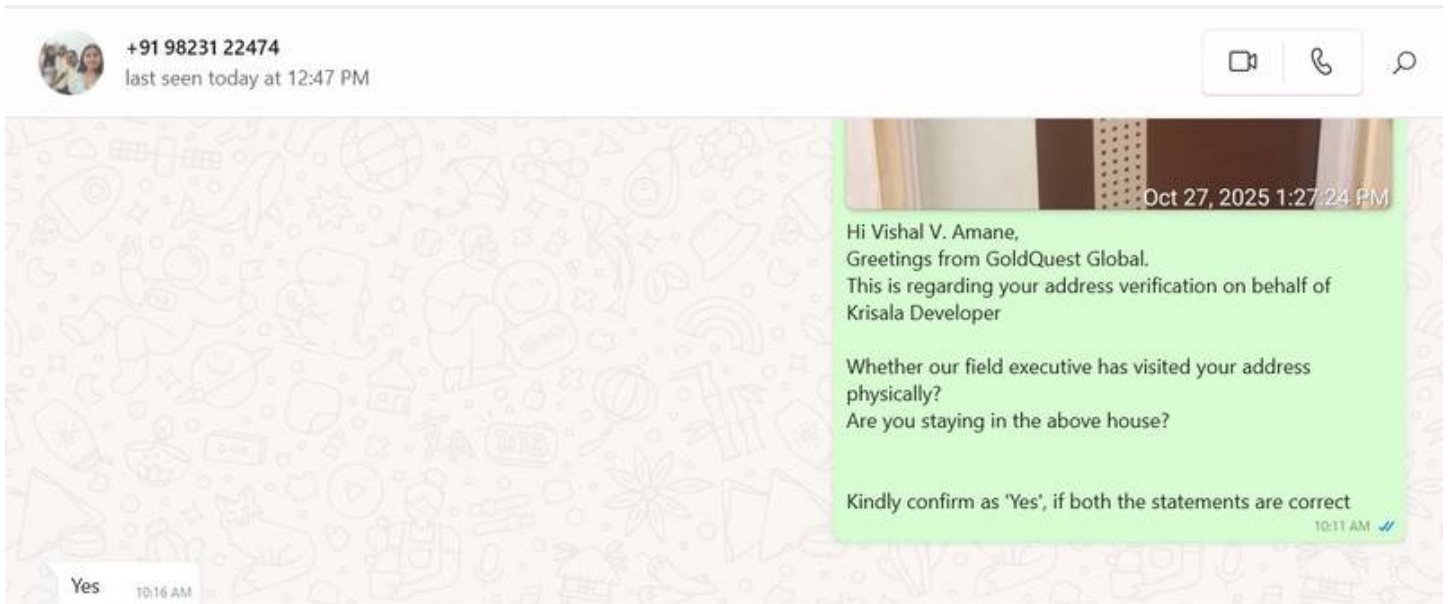 +91 98231 22474
last seen today at 12:47 PM
Oct 27, 2025 1:27:24 PM
Hi Vishal V. Amane,
Greetings from GoldQuest Global.
This is regarding your address verification on behalf of
Krisala Developer
Whether our field executive has visited your address
physically?
Are you staying in the above house?
Kindly confirm as 'Yes', if both the statements are correct
10:11 AM
Yes 10:16 AM